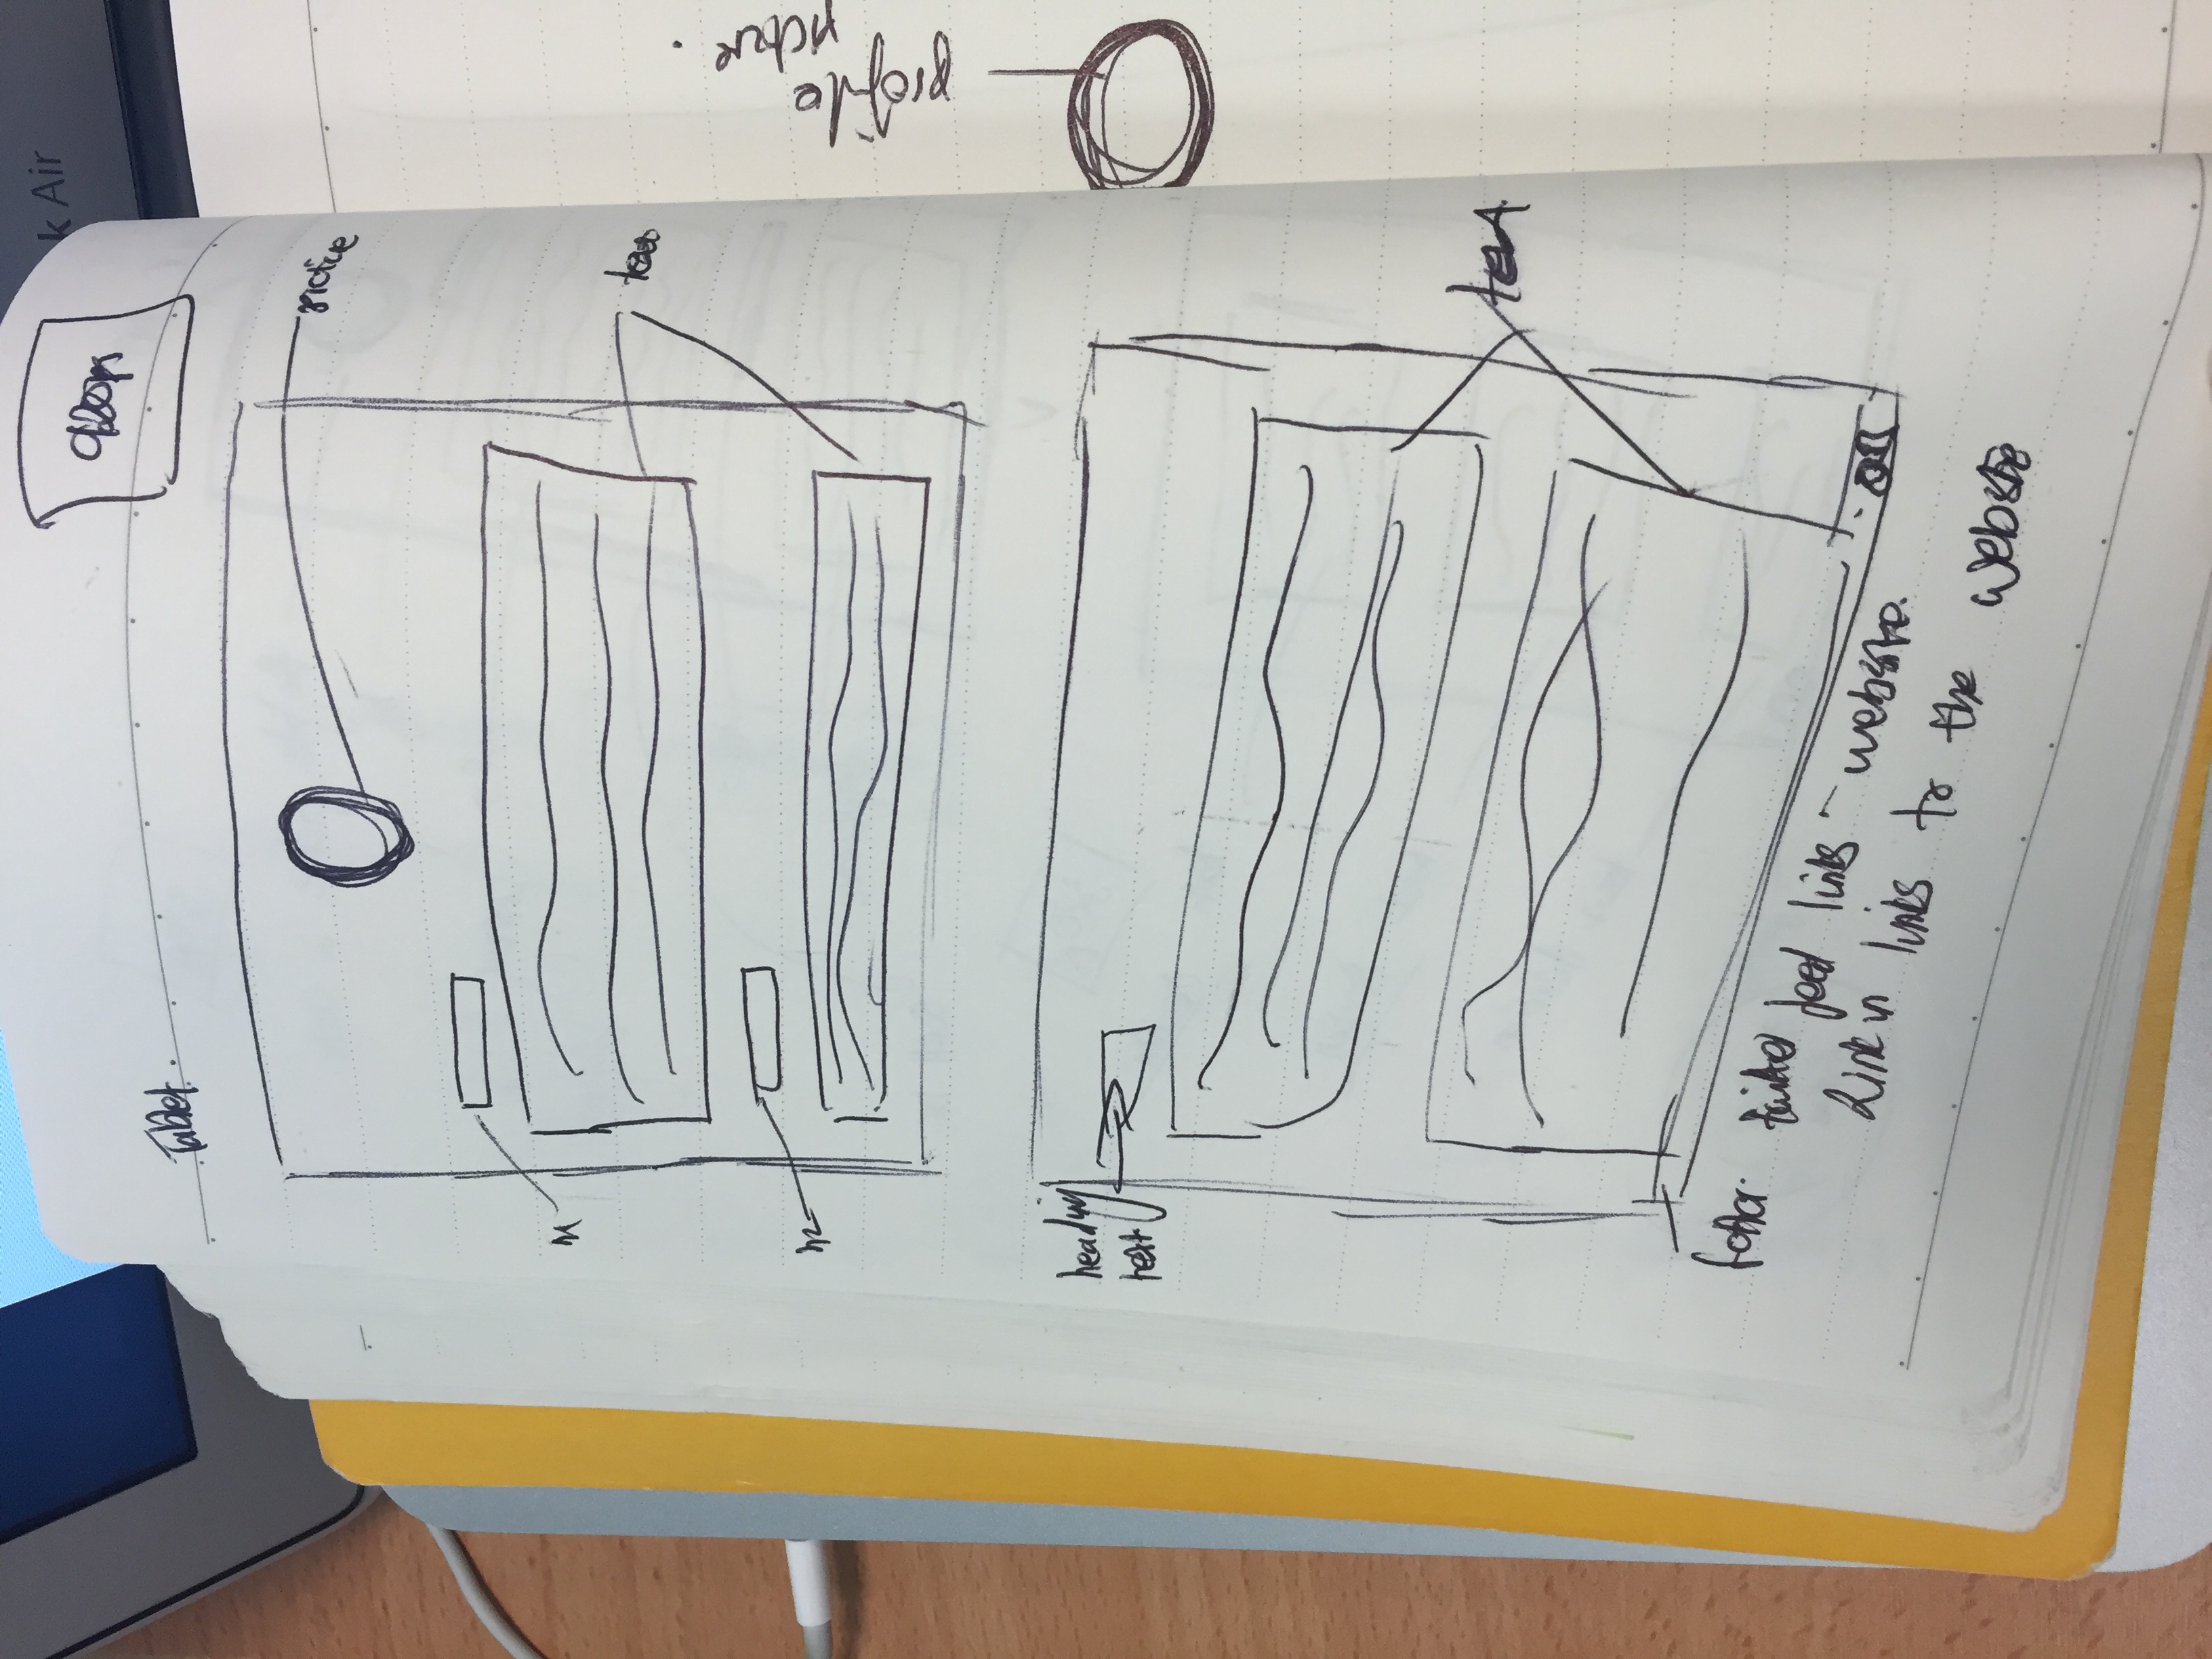 k Air
Tablet.
picture
h1
text
h2
heading
text
text
footer.
twitter feed links - website.
Linkin links to the website
profile
picture.